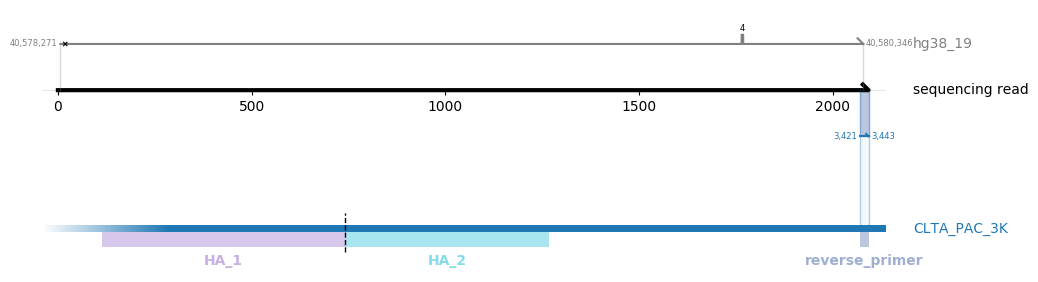 4
40,578,271
40,580,346
hg38_19
sequencing read
0 500 1000 1500 2000
3,421
3,443
CLTA_PAC_3K
HA_1 HA_2 reverse_primer